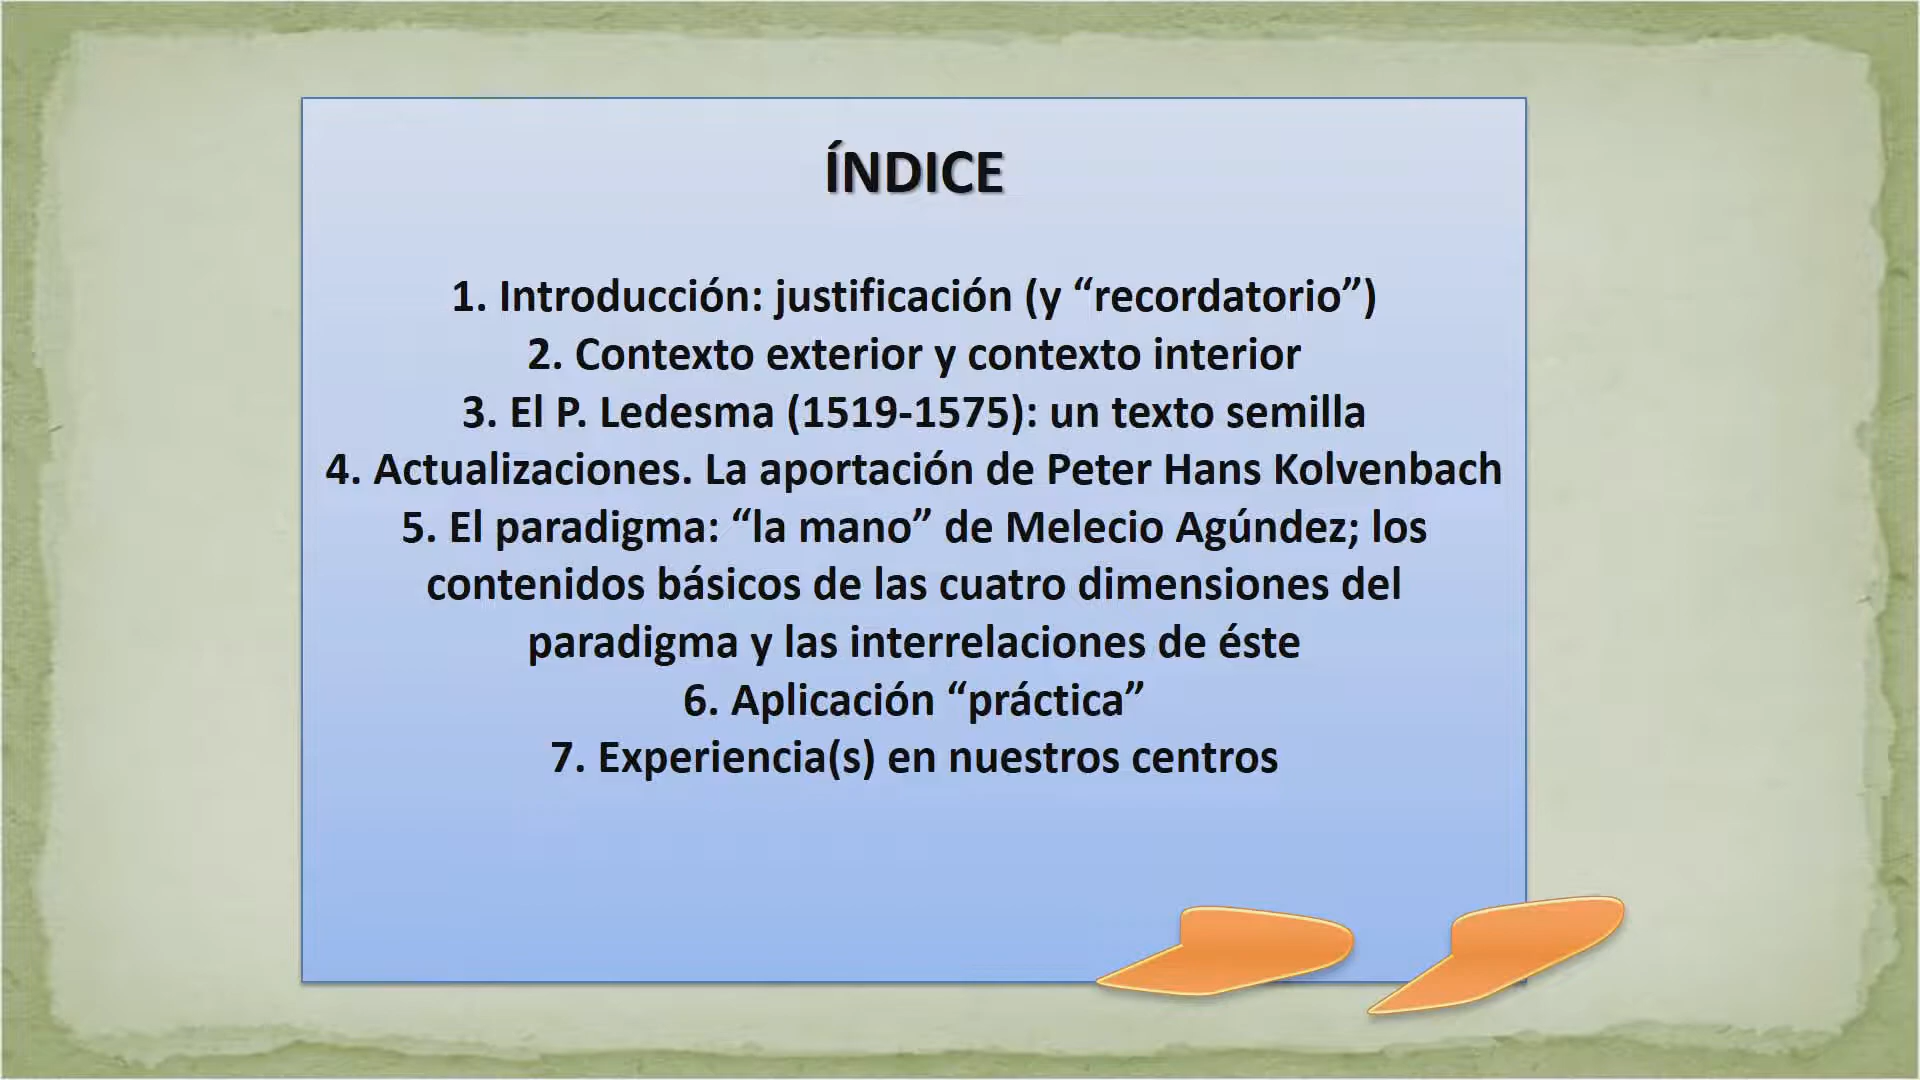 ÍNDICE
1. Introducción: justificación (y “recordatorio”)
2. Contexto exterior y contexto interior
3. El P. Ledesma (1519-1575): un texto semilla
4. Actualizaciones. La aportación de Peter Hans Kolvenbach
5. El paradigma: “la mano” de Melecio Agúndez; los
contenidos básicos de las cuatro dimensiones del
paradigma y las interrelaciones de éste
6. Aplicación “práctica”
7. Experiencia(s) en nuestros centros